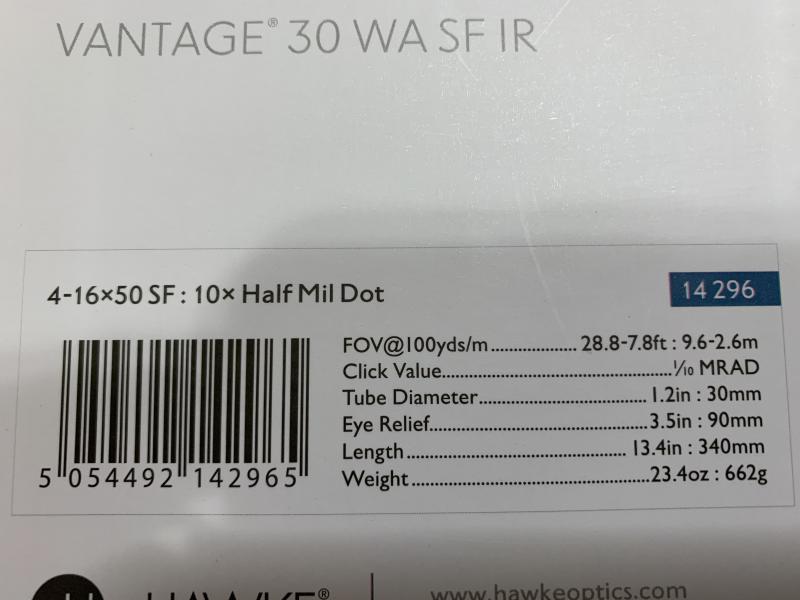 VANTAGE® 30 WA SF IR
4-16×50 SF : 10× Half Mil Dot
14 296
FOV@100yds/m.................. 28.8-7.8ft : 9.6-2.6m
Click Value.................................................1/10 MRAD
Tube Diameter................................... 1.2in : 30mm
Eye Relief..............................................3.5in : 90mm
Length.............................................. 13.4in : 340mm
Weight..................................................23.4oz : 662g
5 054492 142965
HAWKE®
www.hawkeoptics.com